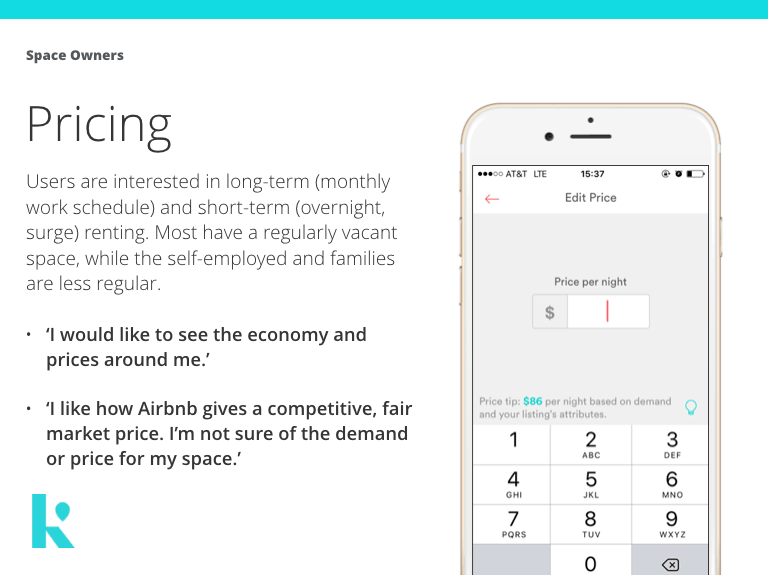 Space Owners
Pricing
Users are interested in long-term (monthly
work schedule) and short-term (overnight,
surge) renting. Most have a regularly vacant
space, while the self-employed and families
are less regular.
• ‘I would like to see the economy and
prices around me.’
• ‘I like how Airbnb gives a competitive, fair
market price. I’m not sure of the demand
or price for my space.’
k
AT&T LTE 15:37
Edit Price
Price per night
$
Price tip: $86 per night based on demand
and your listing's attributes.
1 2 3
ABC DEF
4 5 6
GHI JKL MNO
7 8 9
PQRS TUV WXYZ
0